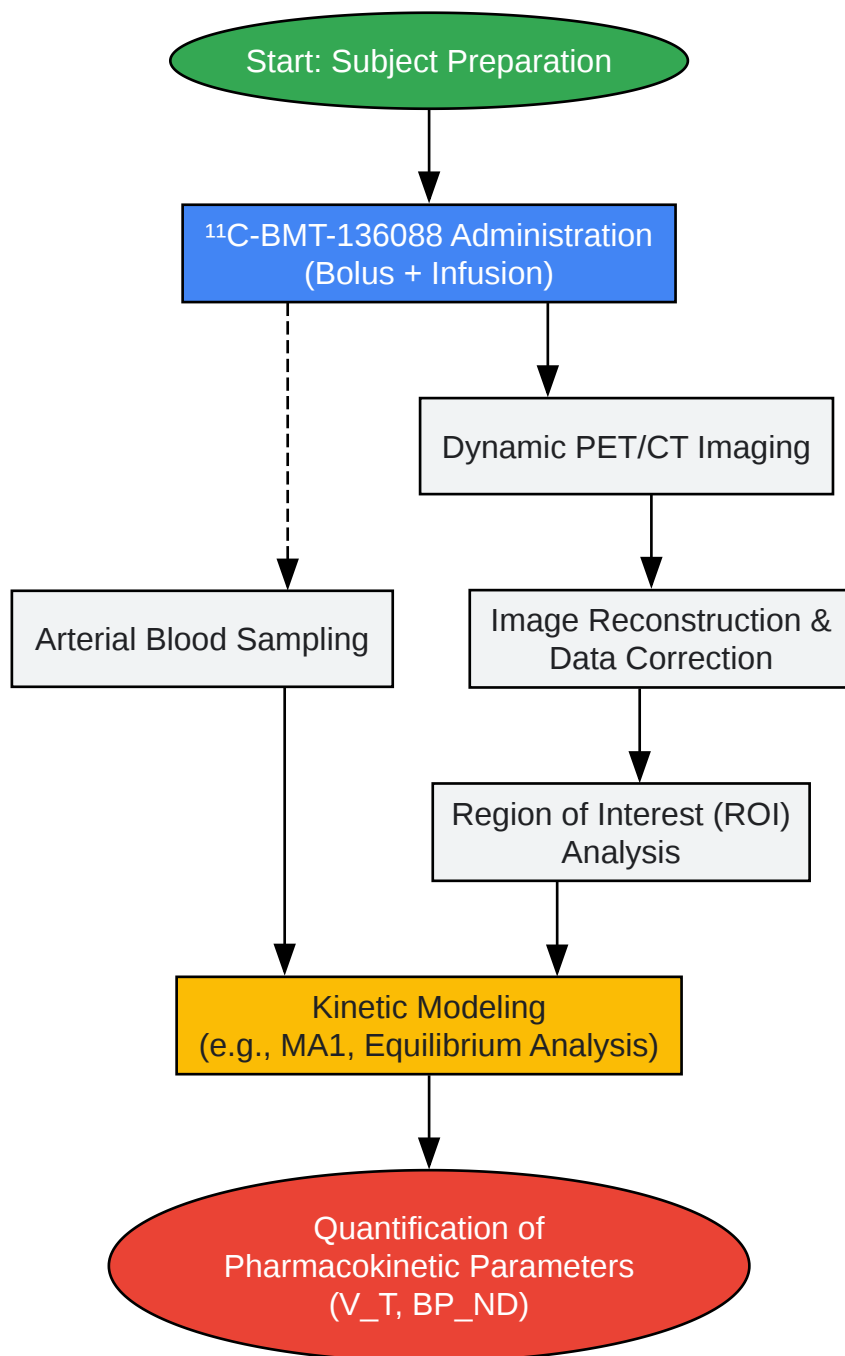 Start: Subject Preparation
¹¹C-BMT-136088 Administration
(Bolus + Infusion)
Dynamic PET/CT Imaging
Arterial Blood Sampling
Image Reconstruction &
Data Correction
Region of Interest (ROI)
Analysis
Kinetic Modeling
(e.g., MA1, Equilibrium Analysis)
Quantification of
Pharmacokinetic Parameters
(V_T, BP_ND)